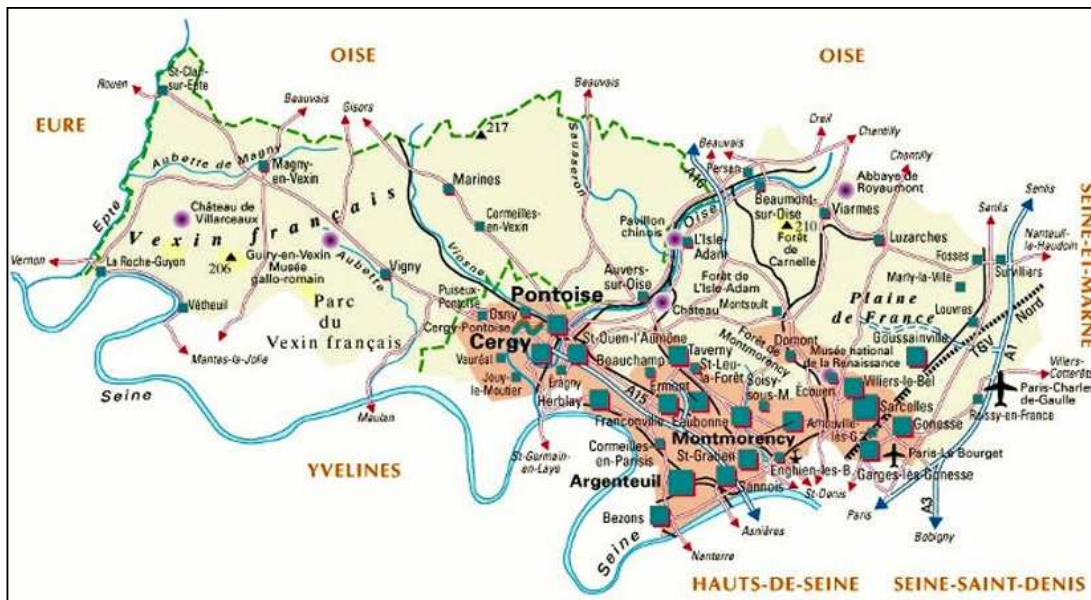 OISE
OISE
EURE
SEINE-ET-MARNE
YVELINES
HAUTS-DE-SEINE
SEINE-SAINT-DENIS
Rouen
St-Clair-
sur-Epte
Beauvais
Gisors
217
Beauvais
Sausseron
Creil
Chantilly
Beauvais
Persan
A16
Chantilly
Senlis
Senlis
Aubette de Magny
Magny-
en-Vexin
Marines
Oise
Beaumont-
sur-Oise
Abbaye de
Royaumont
Viarmes
Epte
Château de
Villarceaux
Vexin français
Cormeilles-
en-Vexin
Pavillon
chinois
L'Isle-
Adam
210
Forêt de
Carnelle
Luzarches
Nanteuil-
le-Haudoin
Vernon
La Roche-Guyon
206
Guiry-en-Vexin
Musée
gallo-romain
Aubette
Vigny
Viosne
Auvers-
sur-Oise
Forêt de
L'Isle-Adam
Fosses
Survilliers
Marly-la-Ville
Vétheuil
Parc
du
Vexin français
Puiseux-
Pontoise
Pontoise
Osny
Cergy-Pontoise
Château
Montsoult
Plaine
de France
Louvres
Nord
TGV
A1
Mantes-la-Jolie
Cergy
St-Ouen-l'Aumône
Domont
Forêt de
Montmorency
Goussainville
Vauréal
Beauchamp
Taverny
Musée national
de la Renaissance
Villers-
Cotterêts
Jouy-
le-Moutier
Éragny
A15
Ermont
St-Leu-
la-Forêt
Soisy-
sous-M.
Écouen
Villiers-le-Bel
Paris-Charles
de-Gaulle
Seine
Meulan
Herblay
Franconville
Eaubonne
Sarcelles
Roissy-en-France
Montmorency
Gonesse
St-Germain-
en-Laye
Cormeilles-
en-Parisis
St-Gratien
Enghien-les-B.
Paris-Le Bourget
Garges-lès-Gonesse
Argenteuil
Sannois
St-Denis
Bezons
Asnières
Paris
A3
Seine
Nanterre
Bobigny